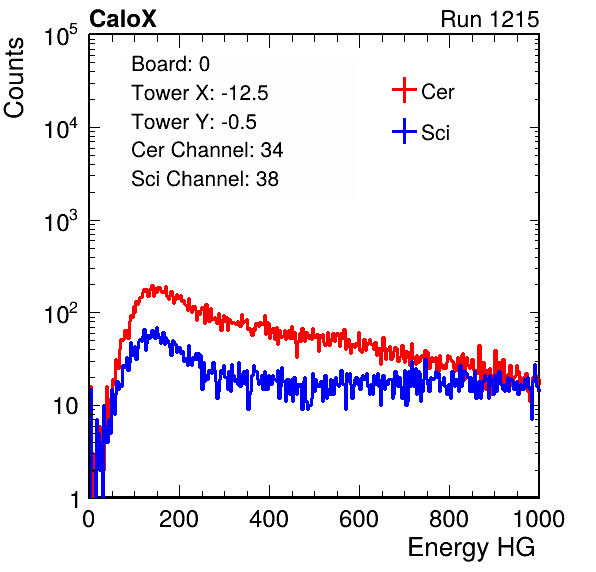 CaloX Run 1215
Counts
Board: 0
Tower X: -12.5
Tower Y: -0.5
Cer Channel: 34
Sci Channel: 38
Cer
Sci
10^5
10^4
10^3
10^2
10
1
0 200 400 600 800 1000
Energy HG